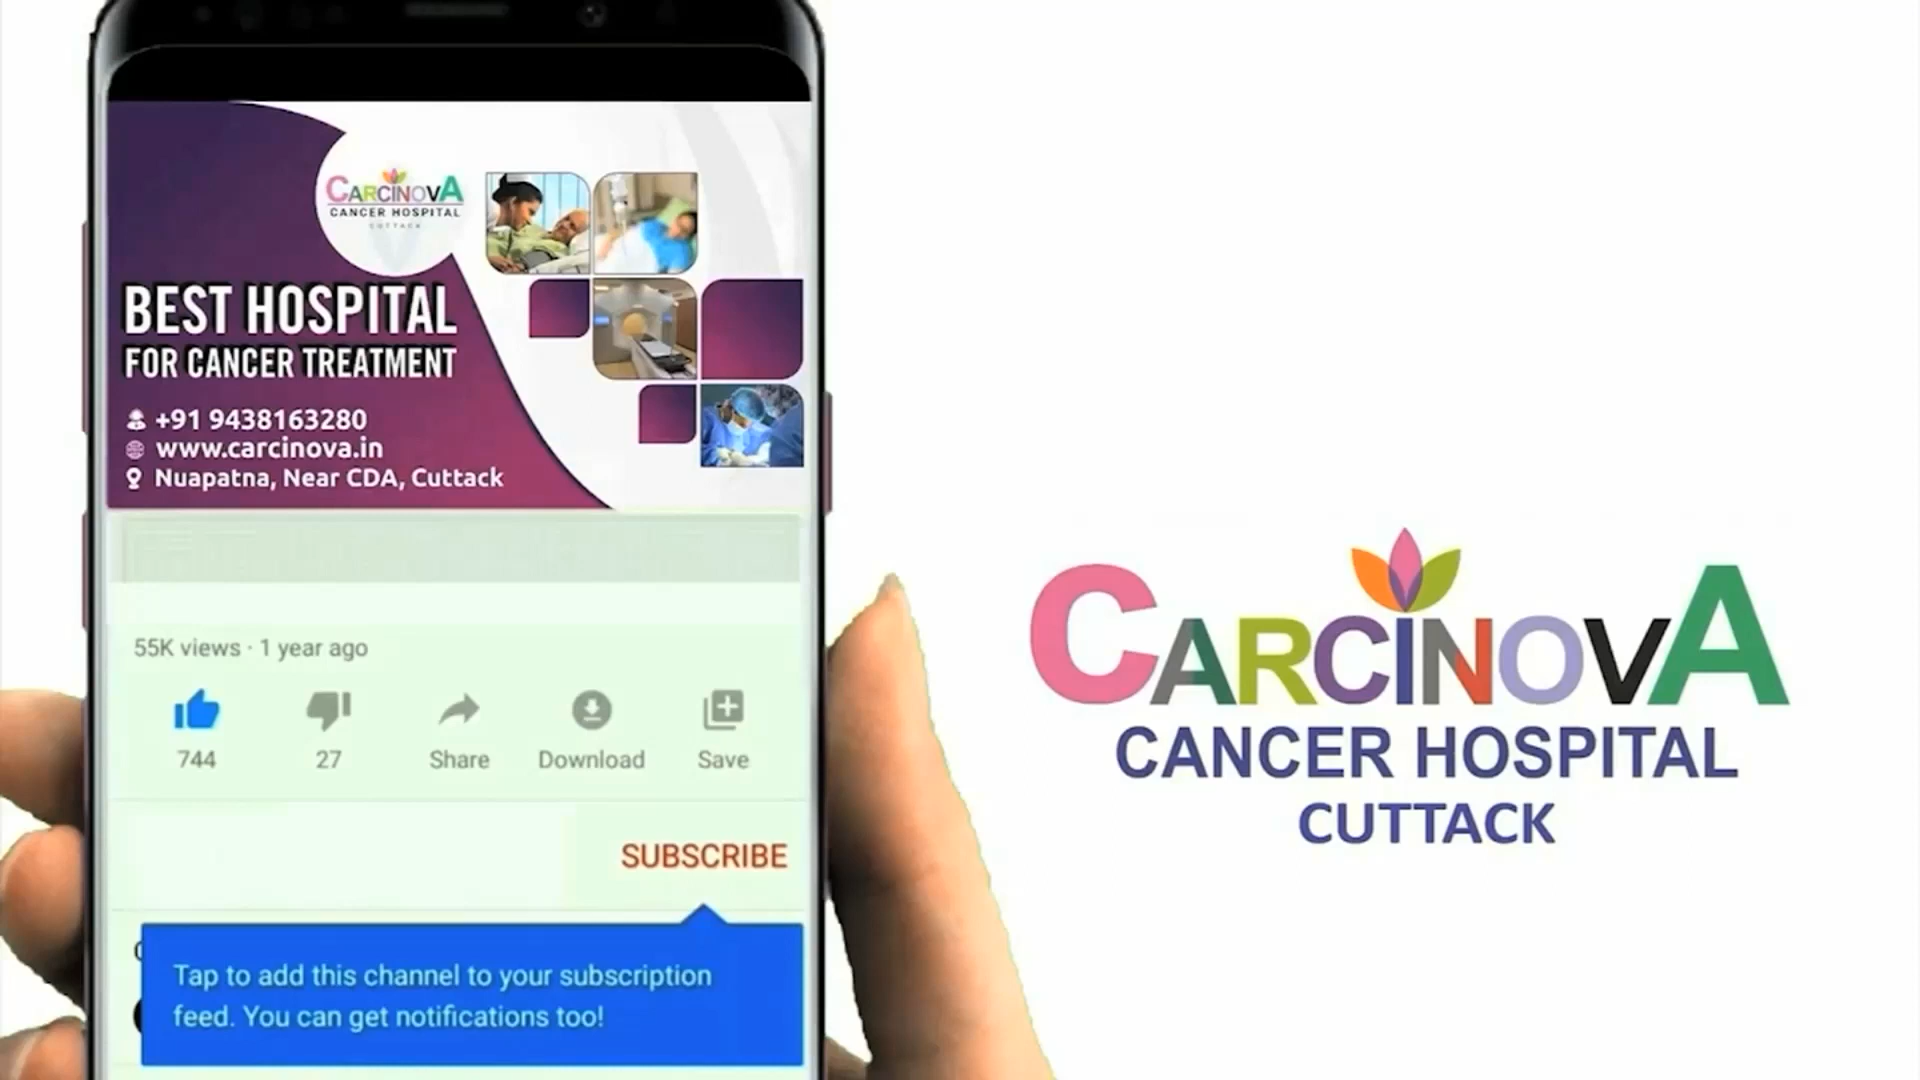 CARCINOVA
CANCER HOSPITAL
CUTTACK
BEST HOSPITAL
FOR CANCER TREATMENT
+91 9438163280
www.carcinova.in
Nuapatna, Near CDA, Cuttack
55K views · 1 year ago
744
27
Share
Download
Save
SUBSCRIBE
Tap to add this channel to your subscription
feed. You can get notifications too!
CARCINOVA
CANCER HOSPITAL
CUTTACK